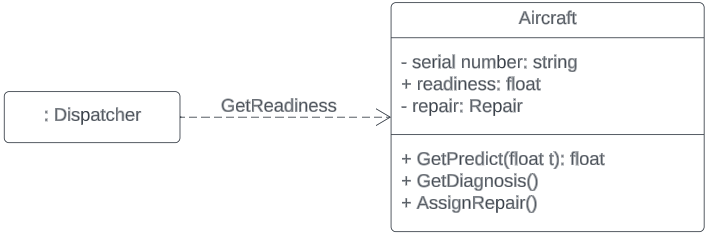 Aircraft
- serial number: string
+ readiness: float
- repair: Repair
: Dispatcher
GetReadiness
+ GetPredict(float t): float
+ GetDiagnosis()
+ AssignRepair()